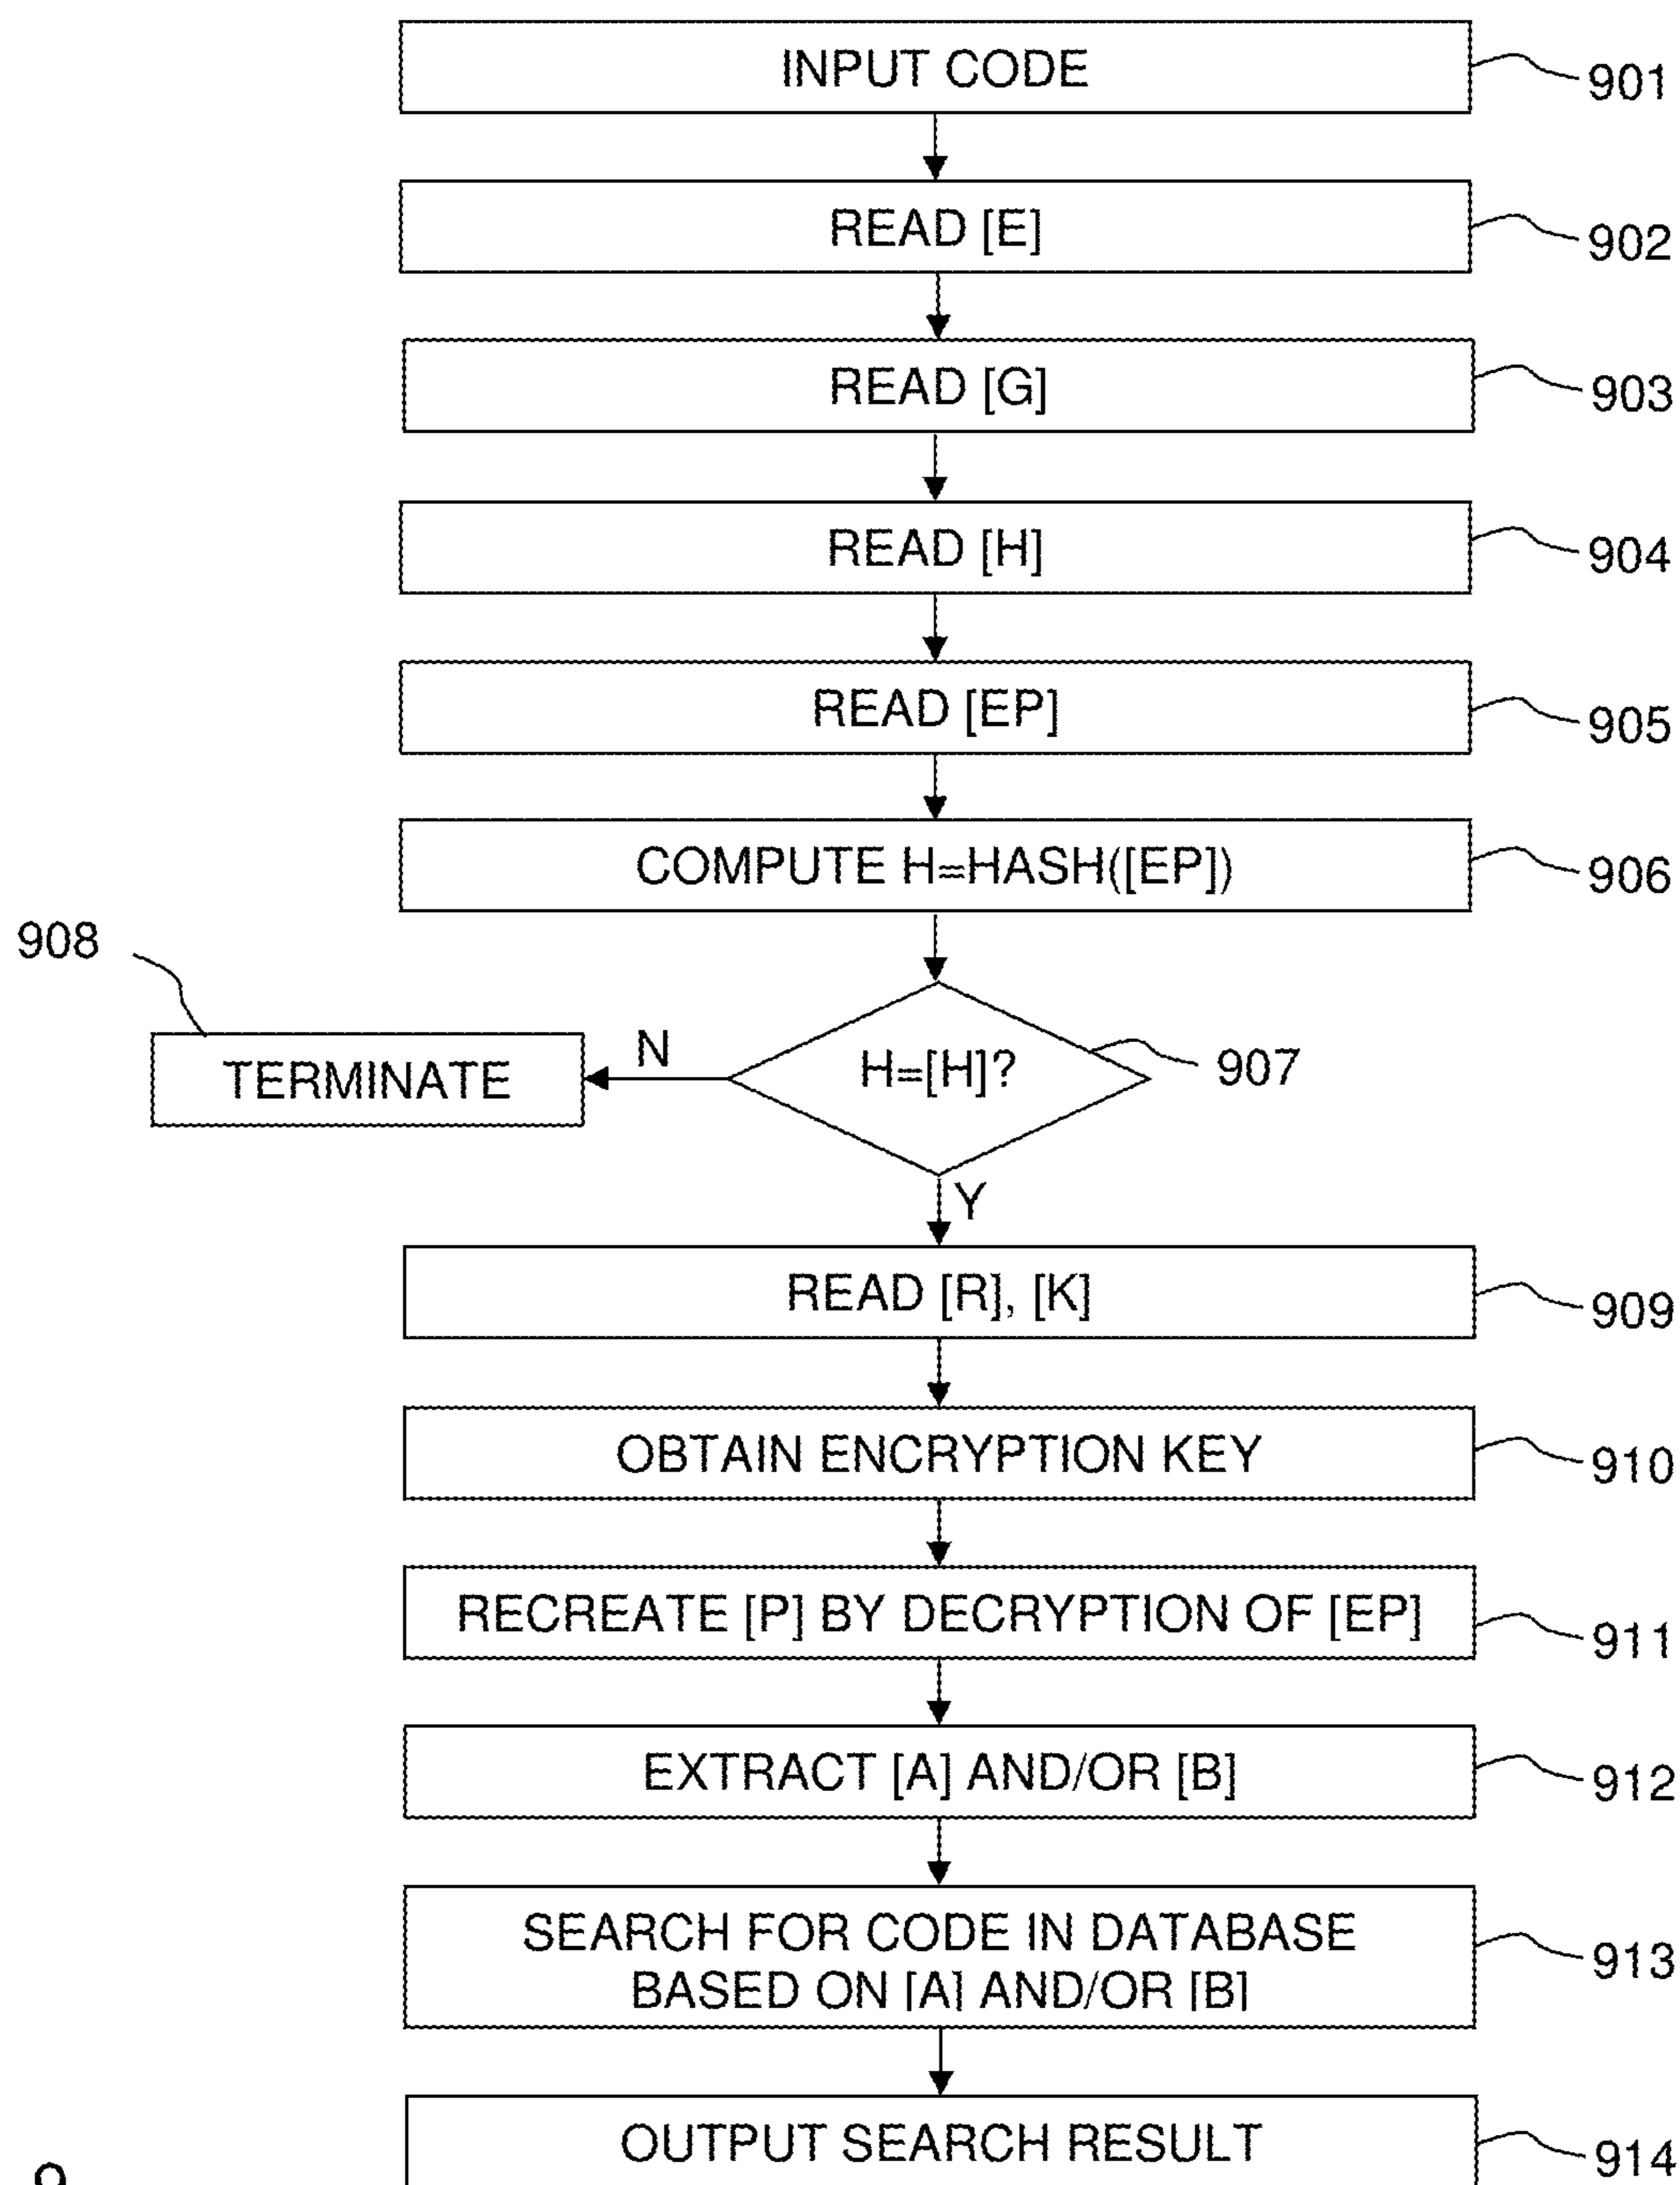 INPUT CODE
901
READ [E]
902
READ [G]
903
READ [H]
904
READ [EP]
905
COMPUTE H=HASH([EP])
906
908
TERMINATE
N
H=[H]?
907
Y
READ [R], [K]
909
OBTAIN ENCRYPTION KEY
910
RECREATE [P] BY DECRYPTION OF [EP]
911
EXTRACT [A] AND/OR [B]
912
SEARCH FOR CODE IN DATABASE
BASED ON [A] AND/OR [B]
913
OUTPUT SEARCH RESULT
914